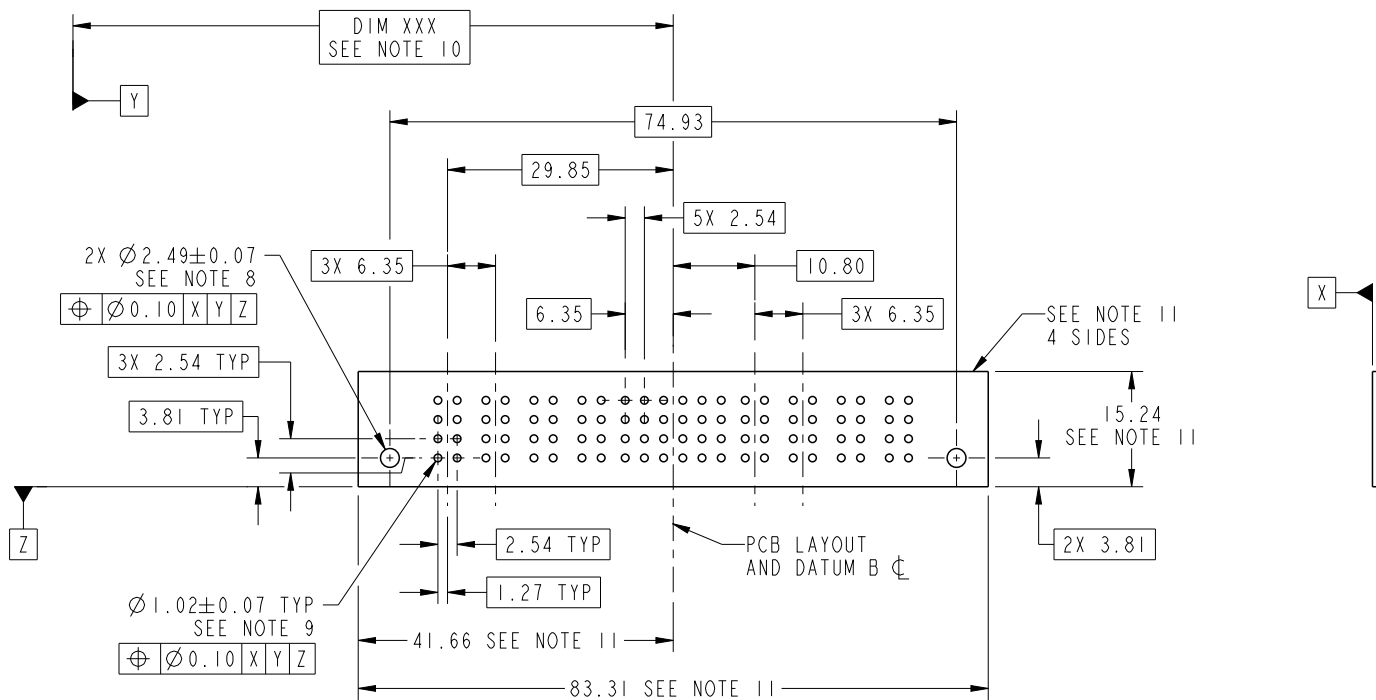 DIM XXX
SEE NOTE 10
Y
74.93
29.85
5X 2.54
2X ∅2.49±0.07
SEE NOTE 8
⌖ ∅0.10 X Y Z
3X 6.35
10.80
X
6.35
3X 6.35
SEE NOTE 11
4 SIDES
3X 2.54 TYP
3.81 TYP
15.24
SEE NOTE 11
Z
2.54 TYP
PCB LAYOUT
AND DATUM B ℄
2X 3.81
1.27 TYP
∅1.02±0.07 TYP
SEE NOTE 9
⌖ ∅0.10 X Y Z
41.66 SEE NOTE 11
83.31 SEE NOTE 11